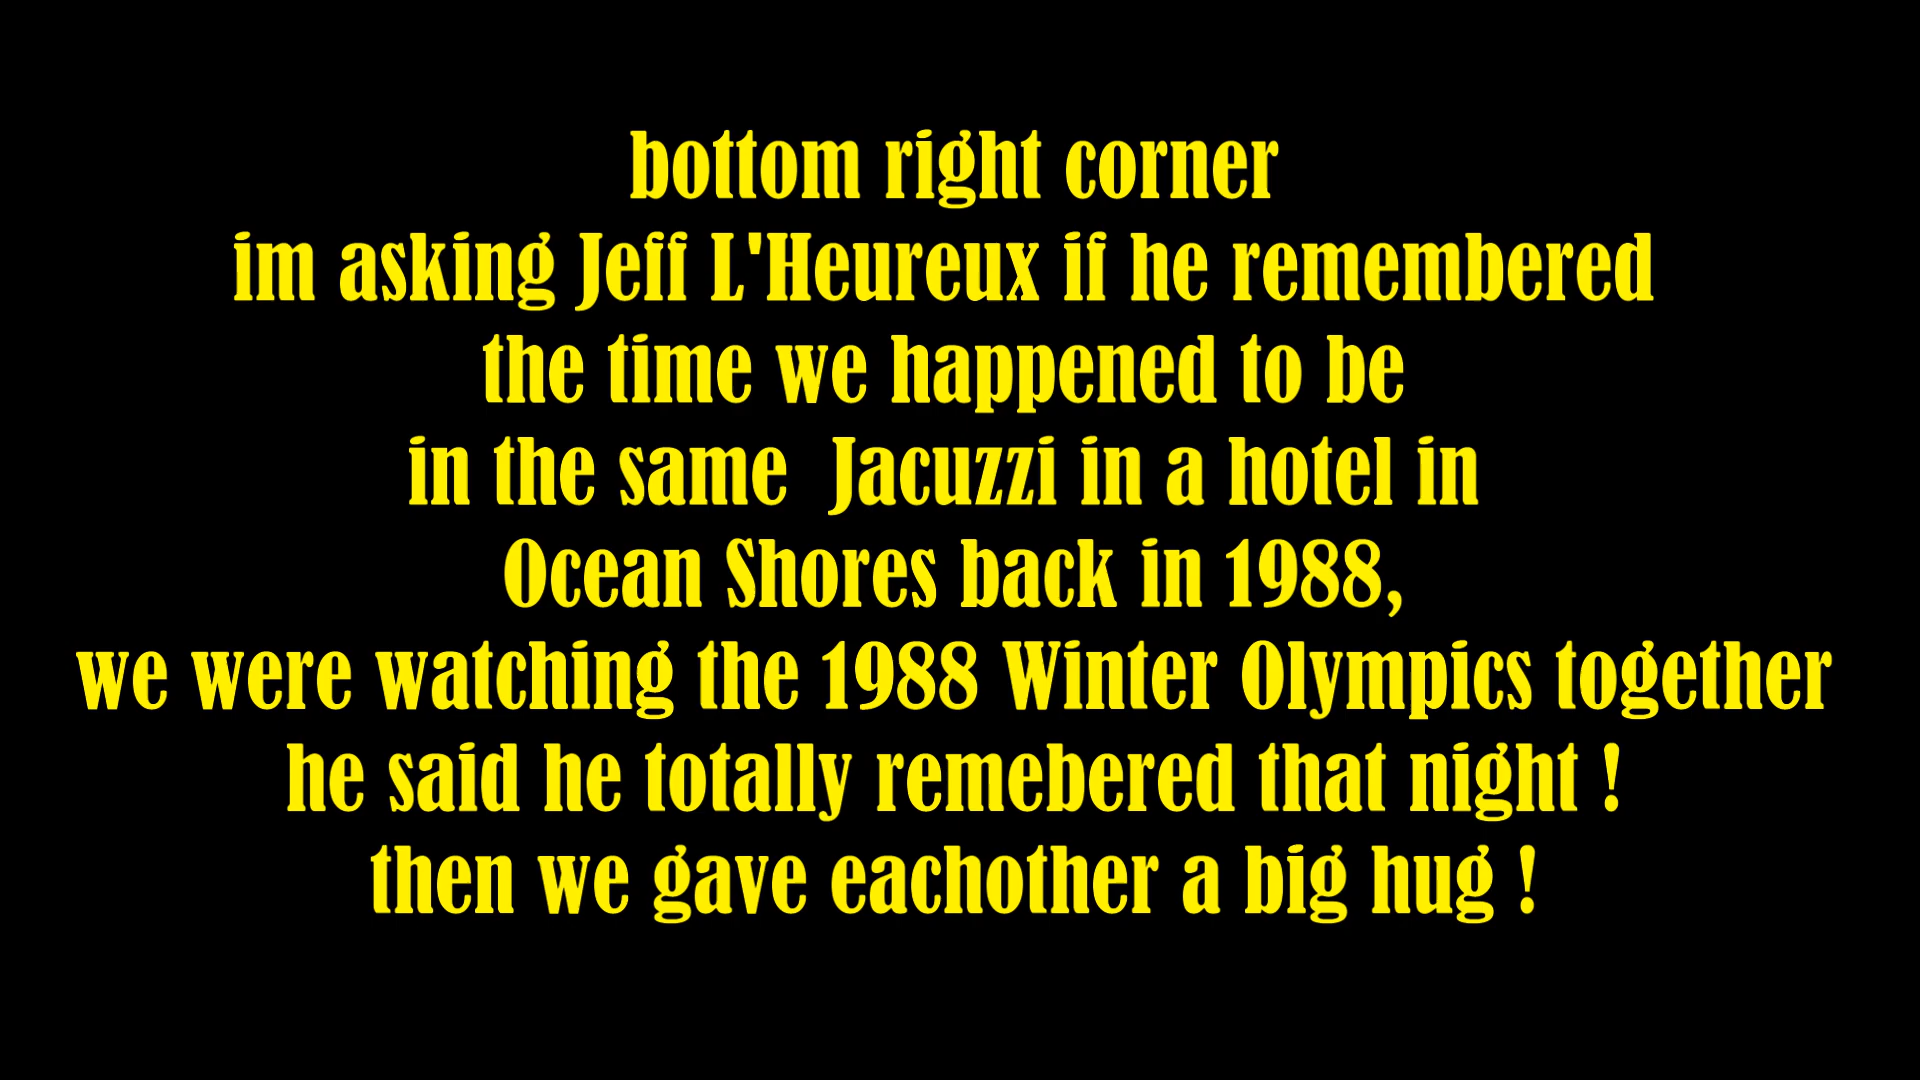 bottom right corner
im asking Jeff L'Heureux if he remembered
the time we happened to be
in the same  Jacuzzi in a hotel in
Ocean Shores back in 1988,
we were watching the 1988 Winter Olympics together
he said he totally remebered that night !
then we gave eachother a big hug !